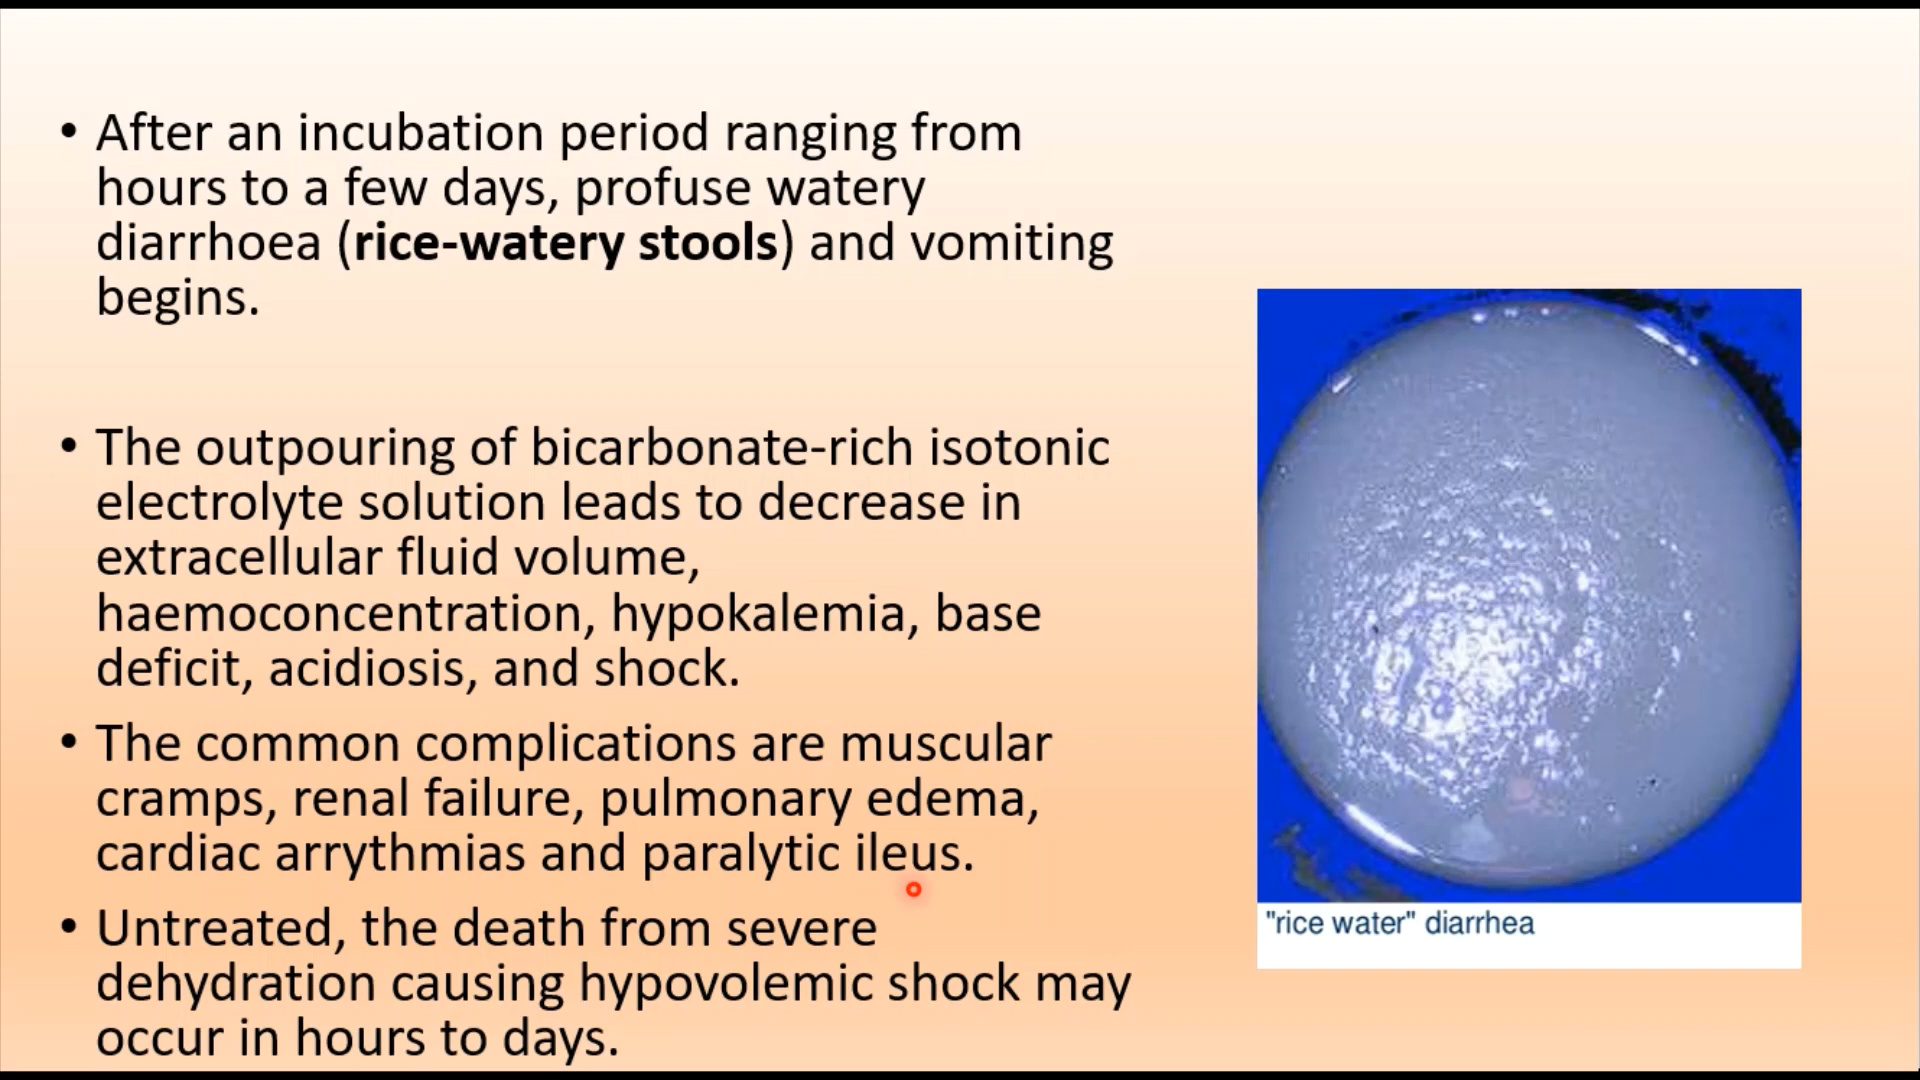 • After an incubation period ranging from
hours to a few days, profuse watery
diarrhoea (rice-watery stools) and vomiting
begins.
• The outpouring of bicarbonate-rich isotonic
electrolyte solution leads to decrease in
extracellular fluid volume,
haemoconcentration, hypokalemia, base
deficit, acidiosis, and shock.
• The common complications are muscular
cramps, renal failure, pulmonary edema,
cardiac arrythmias and paralytic ileus.
• Untreated, the death from severe
dehydration causing hypovolemic shock may
occur in hours to days.
"rice water" diarrhea